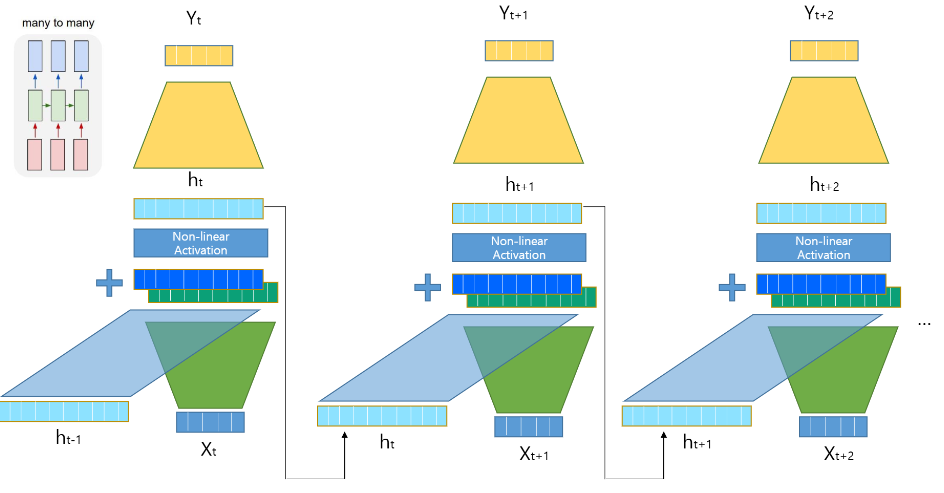 many to many
Yt
Yt+1
Yt+2
ht
ht+1
ht+2
Non-linear
Activation
Non-linear
Activation
Non-linear
Activation
ht-1
Xt
ht
Xt+1
ht+1
Xt+2
...